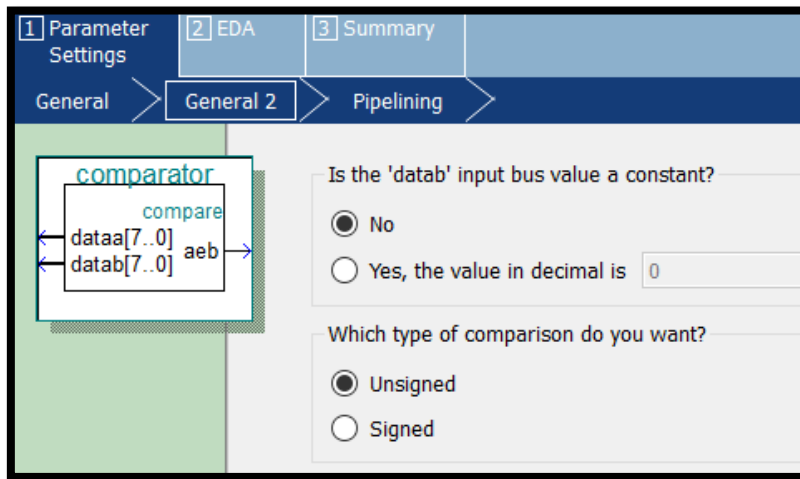 1 Parameter Settings
2 EDA
3 Summary
General
General 2
Pipelining
comparator
compare
dataa[7..0]
datab[7..0]
aeb
Is the 'datab' input bus value a constant?
No
Yes, the value in decimal is 0
Which type of comparison do you want?
Unsigned
Signed